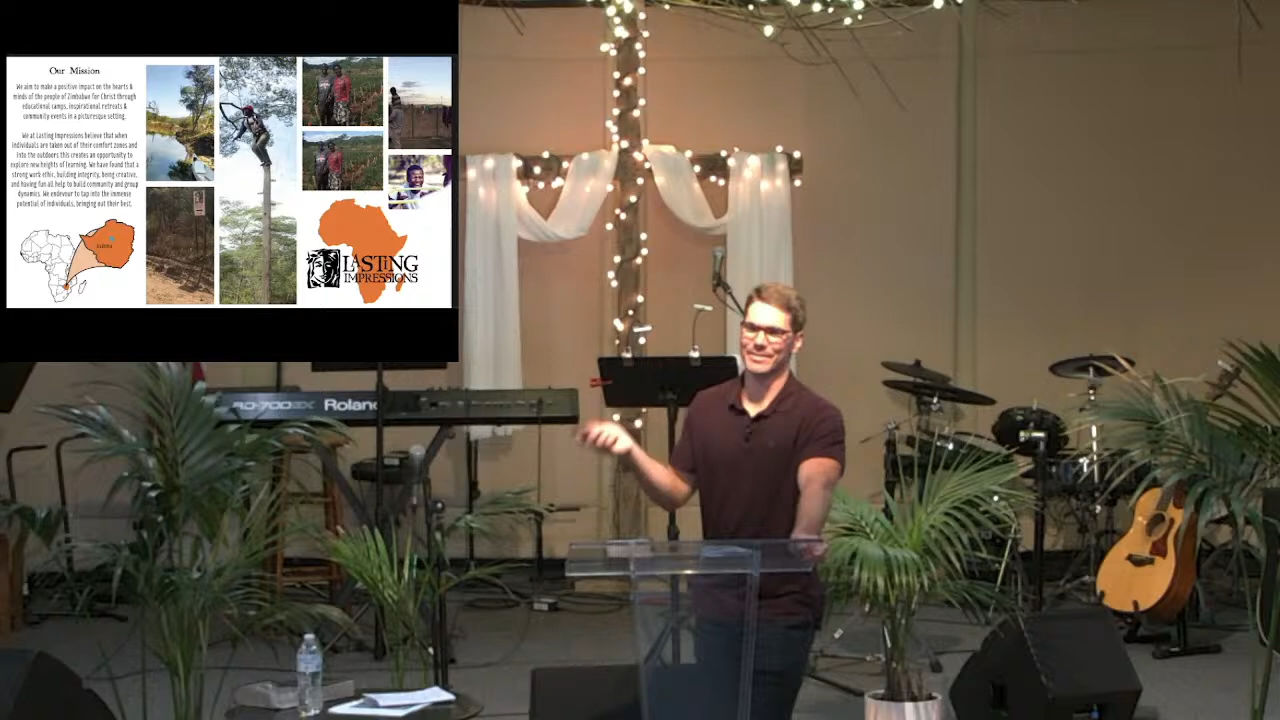 Our Mission
We aim to make a positive impact on the hearts &
minds of the people of Zimbabwe for Christ through
educational camps, inspirational retreats &
community events in a picturesque setting.
We at Lasting Impressions believe that when
individuals are taken out of their comfort zones and
into the outdoors this creates an opportunity to
explore new heights of learning. We have found that a
strong work ethic, building integrity, being creative,
and having fun all help to build community and group
dynamics. We endeavour to tap into the immense
potential of individuals, bringing out their best.
LASTING
IMPRESSIONS
RD-700GX Roland